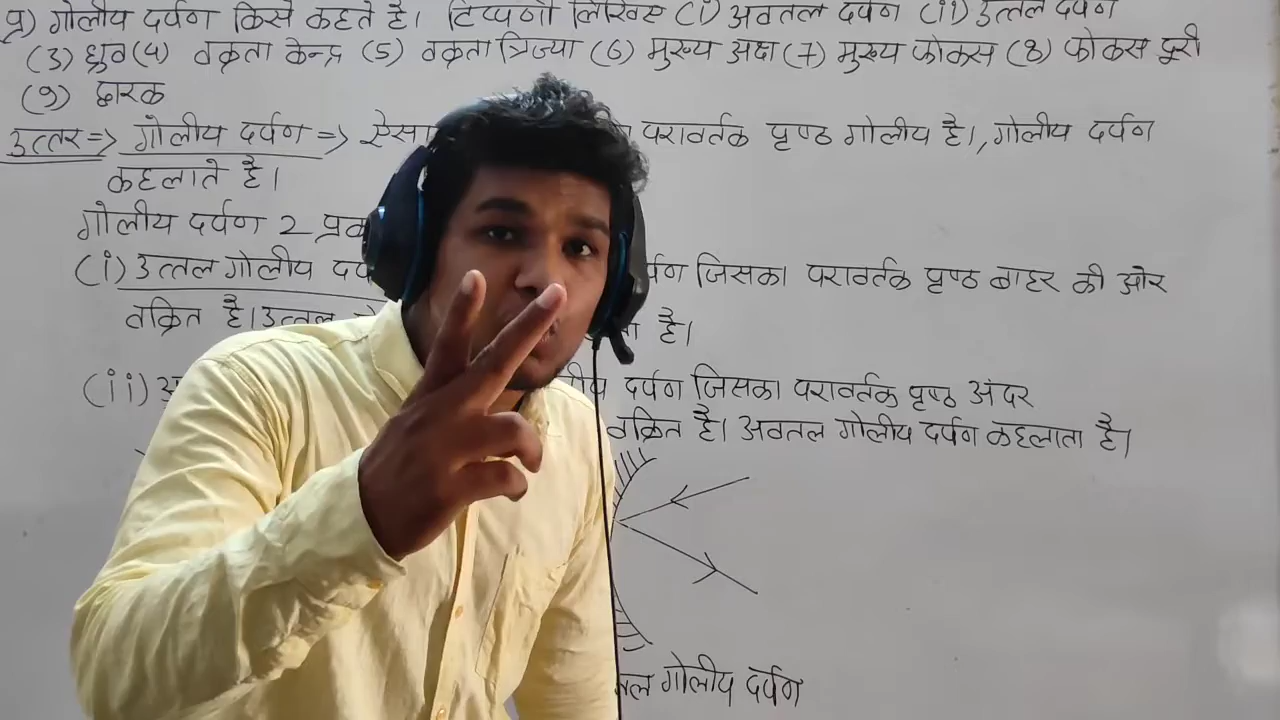 प्र) गोलीय दर्पण किसे कहते है। टिप्पणी लिखिए (i) अवतल दर्पण (ii) उत्तल दर्पण
(3) ध्रुव (4) वक्रता केन्द्र (5) वक्रता त्रिज्या (6) मुख्य अक्ष (7) मुख्य फोकस (8) फोकस दूरी
(9) द्वारक
उत्तर=> गोलीय दर्पण => ऐसा परावर्तक पृष्ठ गोलीय है।, गोलीय दर्पण
कहलाते है।
गोलीय दर्पण 2
(i) उत्तल गोलीय जिसका परावर्तक पृष्ठ बाहर की ओर
वक्रित है। उत्तल है।
(ii) दर्पण जिसका परावर्तक पृष्ठ अंदर
वक्रित है। अवतल गोलीय दर्पण कहलाता है।
गोलीय दर्पण